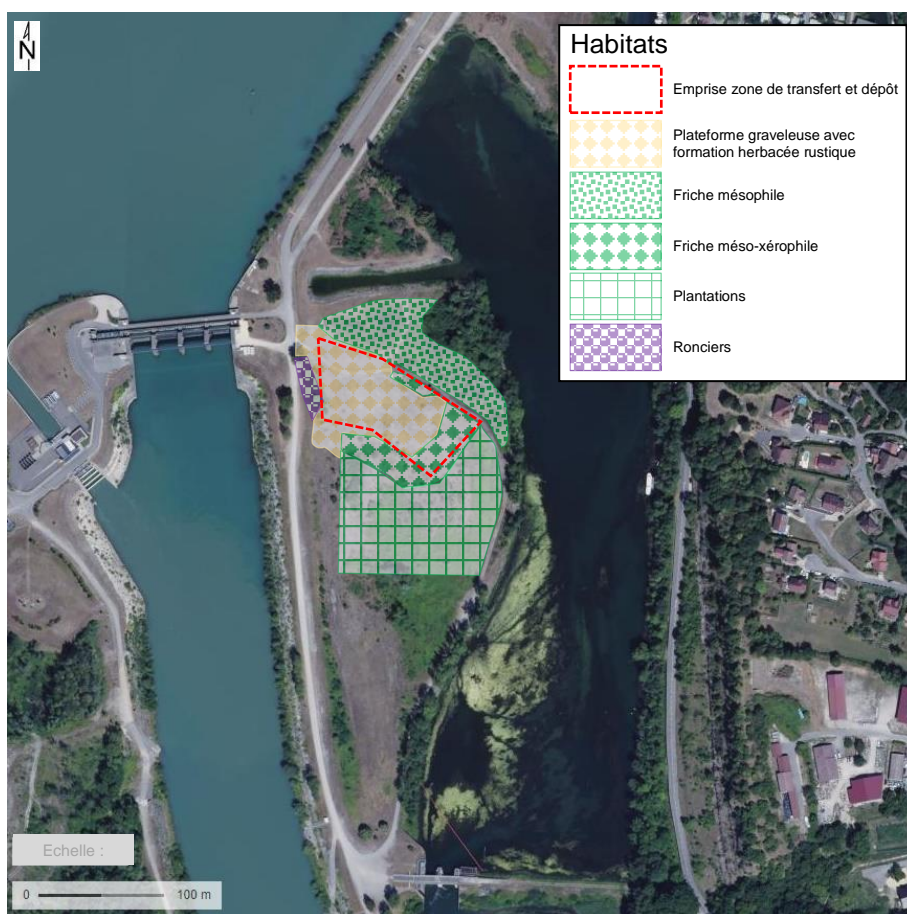 N
Habitats
Emprise zone de transfert et dépôt
Plateforme graveleuse avec
formation herbacée rustique
Friche mésophile
Friche méso-xérophile
Plantations
Ronciers
Echelle :
0 100 m